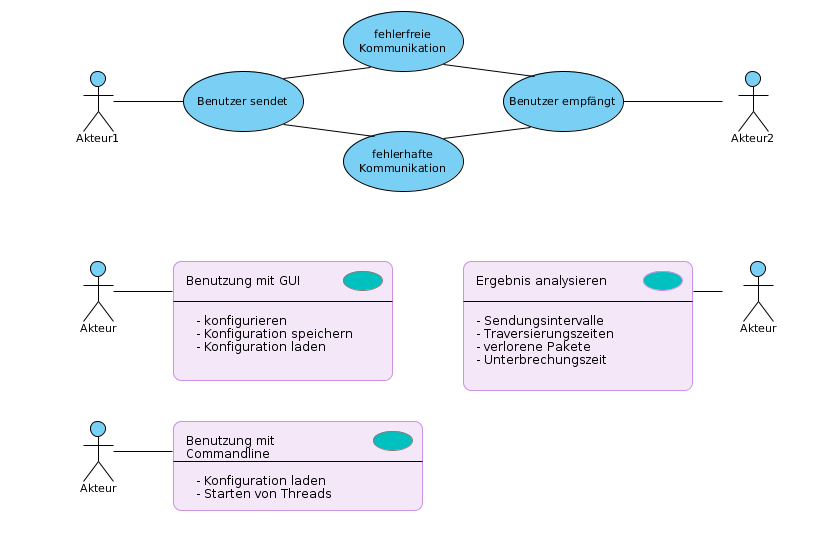 fehlerfreie
Kommunikation
Benutzer sendet
Benutzer empfängt
Akteur1
Akteur2
fehlerhafte
Kommunikation
Benutzung mit GUI
- konfigurieren
- Konfiguration speichern
- Konfiguration laden
Akteur
Ergebnis analysieren
- Sendungsintervalle
- Traversierungszeiten
- verlorene Pakete
- Unterbrechungszeit
Akteur
Benutzung mit
Commandline
- Konfiguration laden
- Starten von Threads
Akteur